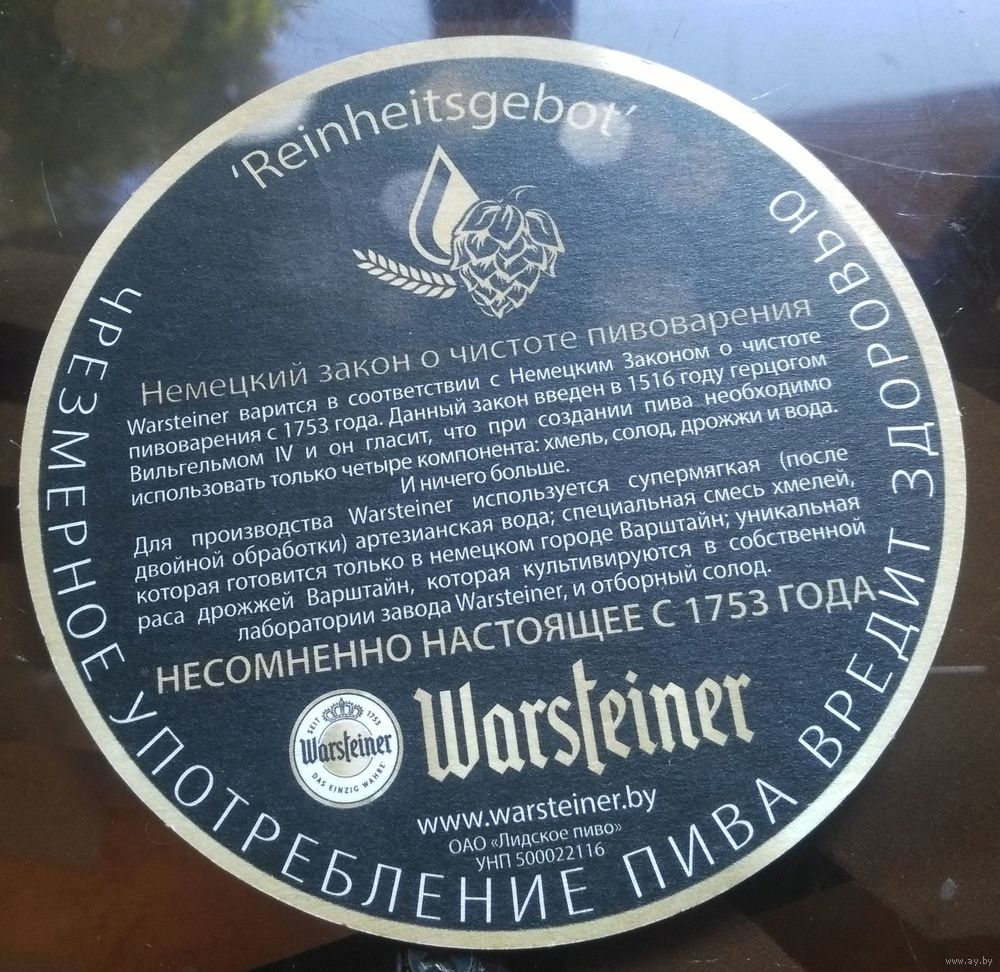 'Reinheitsgebot'
Немецкий закон о чистоте пивоварения
Warsteiner варится в соответствии с Немецким Законом о чистоте
пивоварения с 1753 года. Данный закон введен в 1516 году герцогом
Вильгельмом IV и он гласит, что при создании пива необходимо
использовать только четыре компонента: хмель, солод, дрожжи и вода.
И ничего больше.
Для производства Warsteiner используется супермягкая (после
двойной обработки) артезианская вода; специальная смесь хмелей,
которая готовится только в немецком городе Варштайн; уникальная
раса дрожжей Варштайн, которая культивируются в собственной
лаборатории завода Warsteiner, и отборный солод.
*НЕСОМНЕННО НАСТОЯЩЕЕ С 1753 ГОДА
SEIT 1753
Warsteiner
DAS EINZIG WAHRE
Warsteiner
www.warsteiner.by
ОАО «Лидское пиво»
УНП 500022116
ЧРЕЗМЕРНОЕ УПОТРЕБЛЕНИЕ ПИВА ВРЕДИТ ЗДОРОВЬЮ
www.ay.by